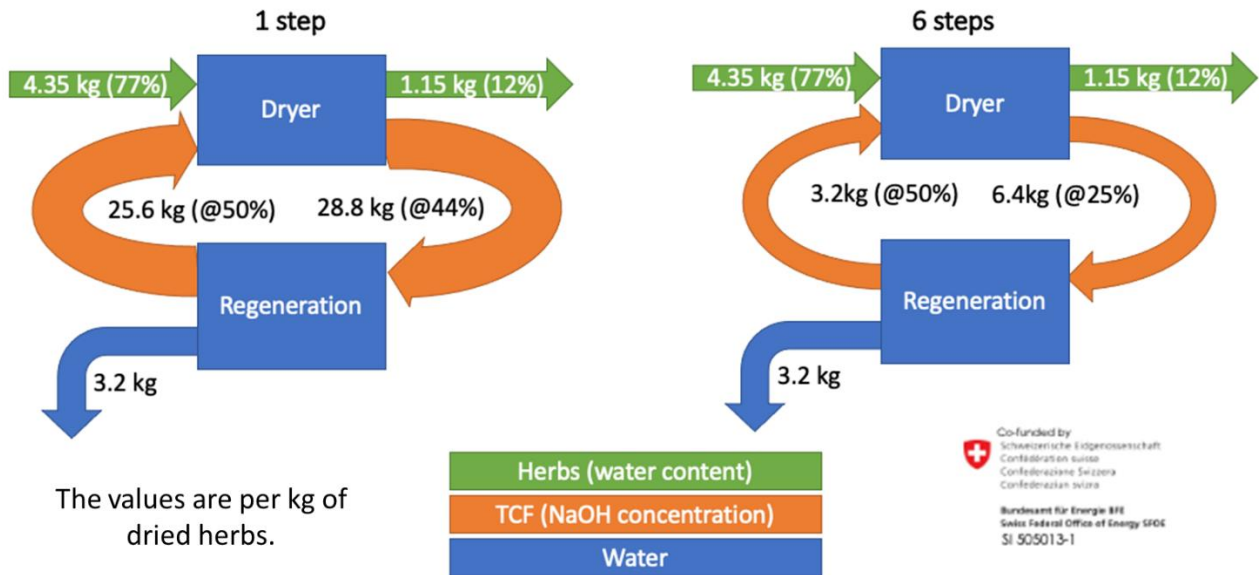 1 step
4.35 kg (77%)
1.15 kg (12%)
Dryer
25.6 kg (@50%)
28.8 kg (@44%)
Regeneration
3.2 kg
6 steps
4.35 kg (77%)
1.15 kg (12%)
Dryer
3.2kg (@50%)
6.4kg (@25%)
Regeneration
3.2 kg
The values are per kg of
dried herbs.
Herbs (water content)
TCF (NaOH concentration)
Water
Co-funded by
Schweizerische Eidgenossenschaft
Confédération suisse
Confederazione Svizzera
Confederaziun svizra
Bundesamt für Energie BFE
Swiss Federal Office of Energy SFOE
SI 505013-1